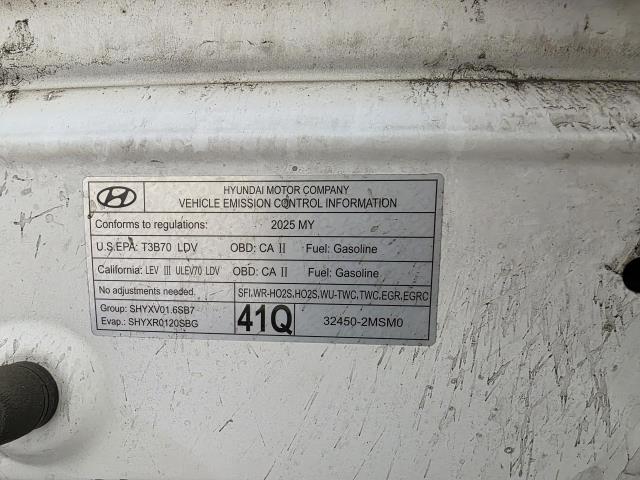 HYUNDAI MOTOR COMPANY
VEHICLE EMISSION CONTROL INFORMATION
Conforms to regulations: 2025 MY
U.S.EPA: T3B70 LDV OBD: CA II Fuel: Gasoline
California: LEV III ULEV70 LDV OBD: CA II Fuel: Gasoline
No adjustments needed. SFI,WR-HO2S,HO2S,WU-TWC,TWC,EGR,EGRC
Group: SHYXV01.6SB7
Evap.: SHYXR0120SBG
41Q 32450-2MSM0